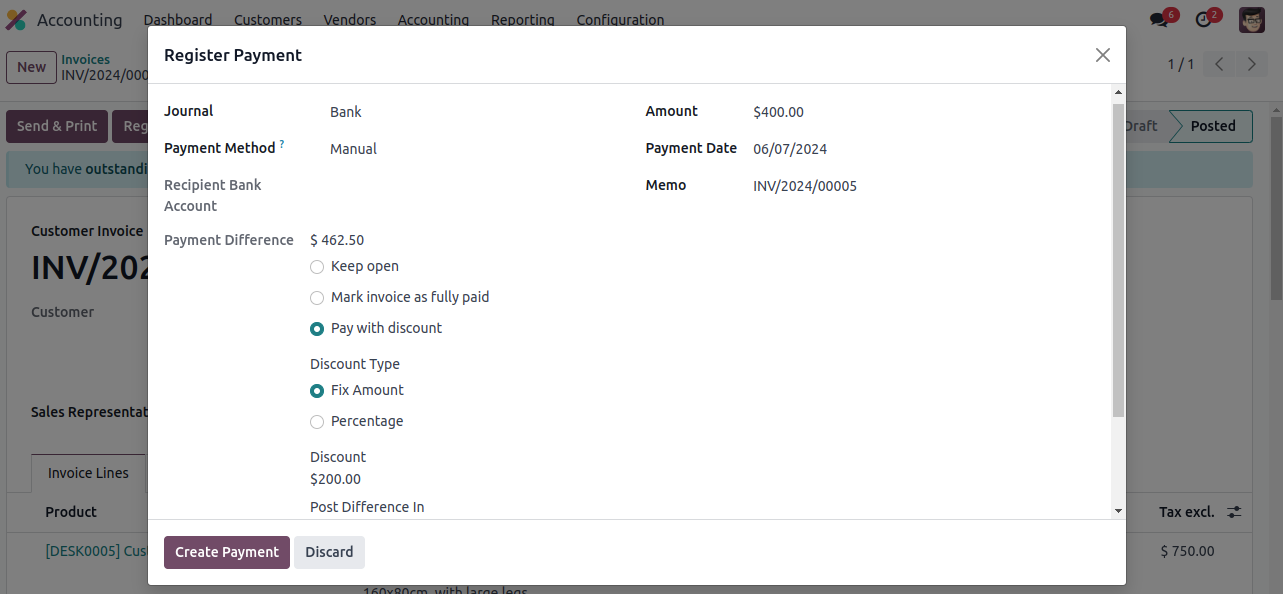 Accounting Dashboard Customers Vendors Accounting Reporting Configuration 6 2
New Invoices
INV/2024/000
1 / 1
Send & Print Reg Draft Posted
You have outstandi
Customer Invoice
INV/202
Customer
Sales Representat
Invoice Lines
Product Tax excl.
[DESK0005] Cus $ 750.00
160x80cm, with large legs
Register Payment
Journal Bank
Payment Method ? Manual
Recipient Bank
Account
Amount $400.00
Payment Date 06/07/2024
Memo INV/2024/00005
Payment Difference $ 462.50
Keep open
Mark invoice as fully paid
Pay with discount
Discount Type
Fix Amount
Percentage
Discount
$200.00
Post Difference In
Create Payment Discard